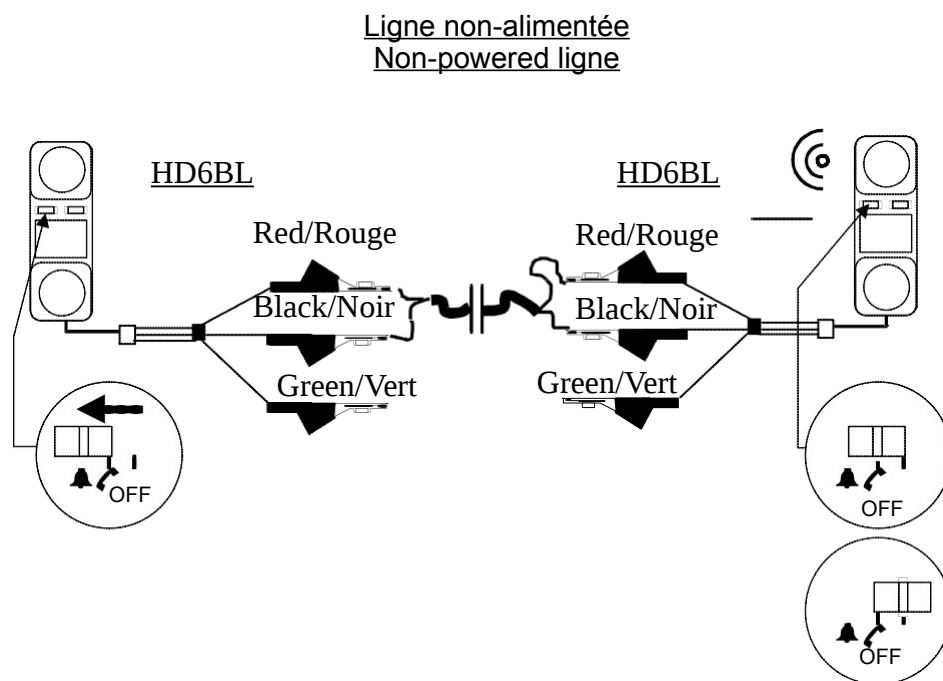 Ligne non-alimentée
Non-powered ligne
HD6BL
HD6BL
Red/Rouge
Red/Rouge
Black/Noir
Black/Noir
Green/Vert
Green/Vert
OFF
OFF
OFF